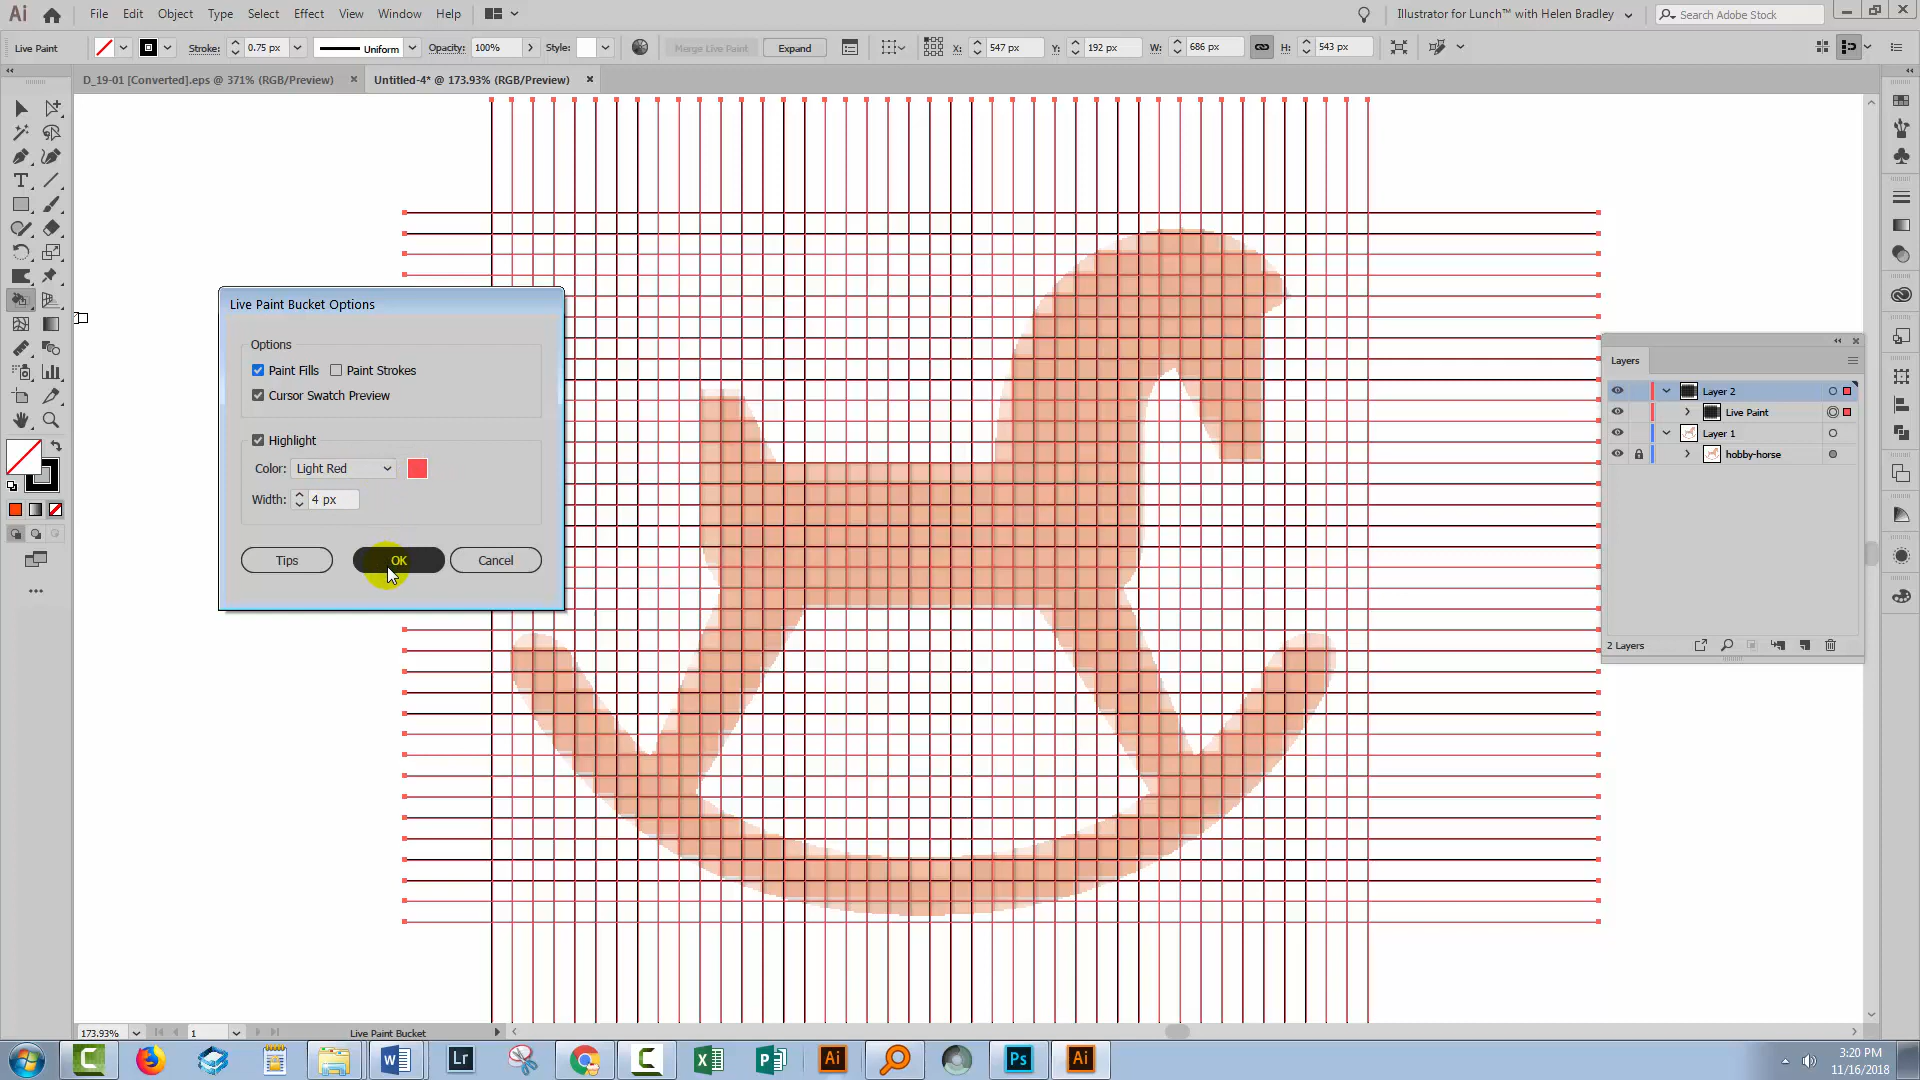 Ai File Edit Object Type Select Effect View Window Help Illustrator for Lunch™ with Helen Bradley Search Adobe Stock
Live Paint Stroke: 0.75 px Uniform Opacity: 100% Style: Merge Live Paint Expand X: 547 px Y: 192 px W: 686 px H: 543 px
D_19-01 [Converted].eps @ 371% (RGB/Preview) Untitled-4* @ 173.93% (RGB/Preview)
Live Paint Bucket Options
Options
Paint Fills Paint Strokes
Cursor Swatch Preview
Highlight
Color: Light Red
Width: 4 px
Tips OK Cancel
Layers
Layer 2
Live Paint
Layer 1
hobby-horse
2 Layers
173.93% 1 Live Paint Bucket
Lr Ai Ps Ai
3:20 PM
11/16/2018